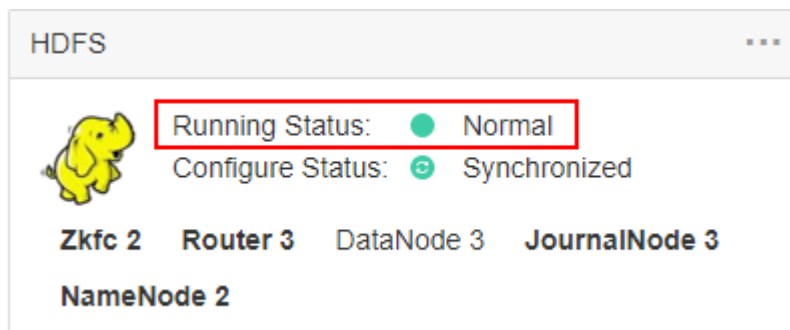 HDFS
Running Status: Normal
Configure Status: Synchronized
Zkfc 2 Router 3 DataNode 3 JournalNode 3
NameNode 2